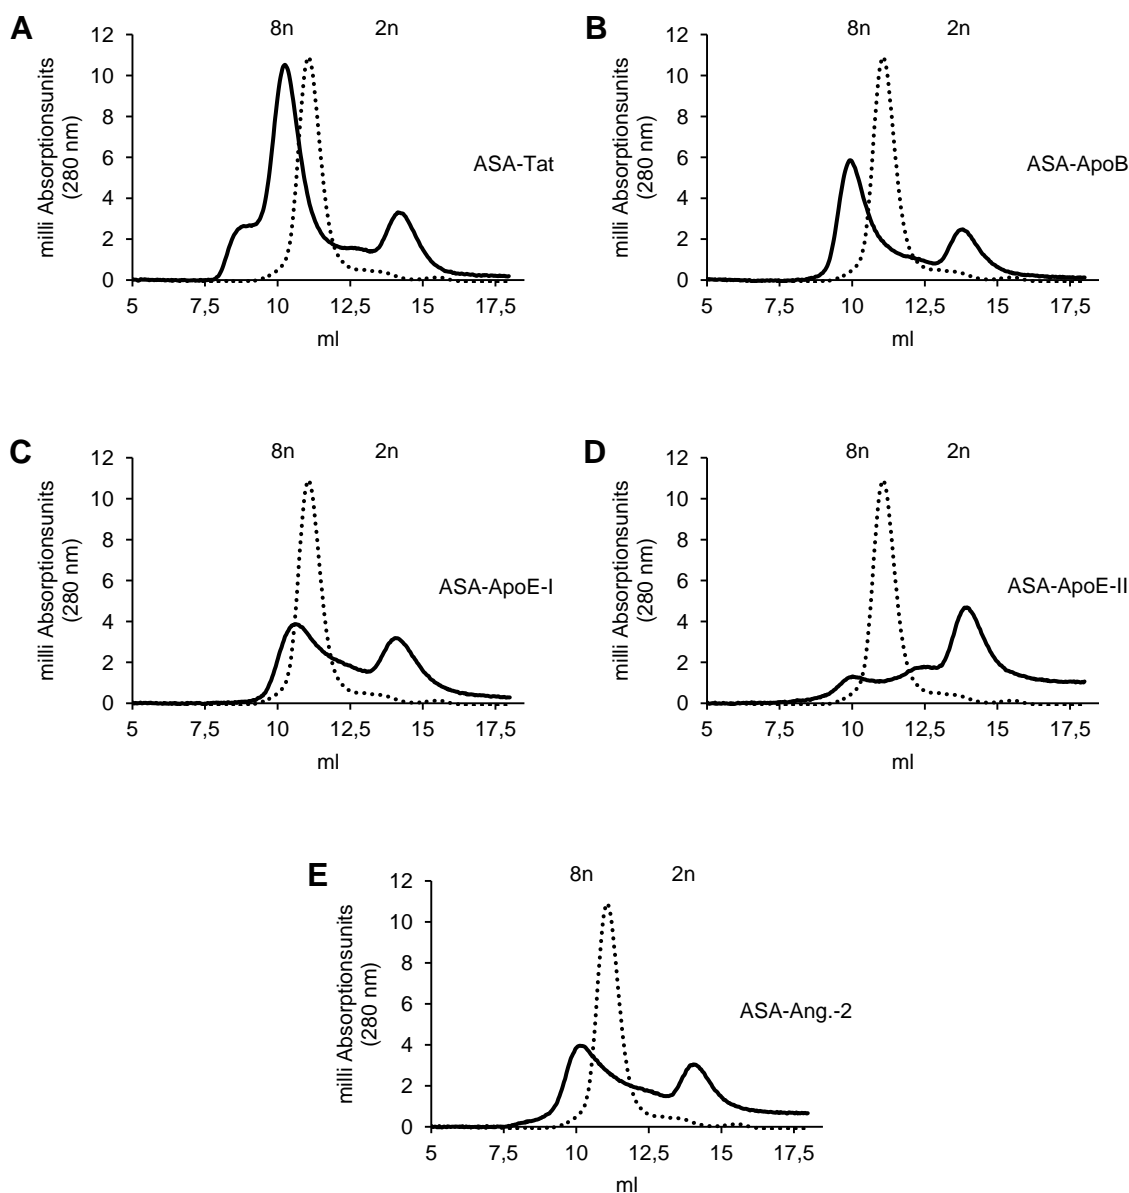 A
8n 2n
12
10
8
6
4
2
0
milli Absorptionsunits
(280 nm)
ASA-Tat
5 7,5 10 12,5 15 17,5
ml
B
8n 2n
12
10
8
6
4
2
0
milli Absorptionsunits
(280 nm)
ASA-ApoB
5 7,5 10 12,5 15 17,5
ml
C
8n 2n
12
10
8
6
4
2
0
milli Absorptionsunits
(280 nm)
ASA-ApoE-I
5 7,5 10 12,5 15 17,5
ml
D
8n 2n
12
10
8
6
4
2
0
milli Absorptionsunits
(280 nm)
ASA-ApoE-II
5 7,5 10 12,5 15 17,5
ml
E
8n 2n
12
10
8
6
4
2
0
milli Absorptionsunits
(280 nm)
ASA-Ang.-2
5 7,5 10 12,5 15 17,5
ml